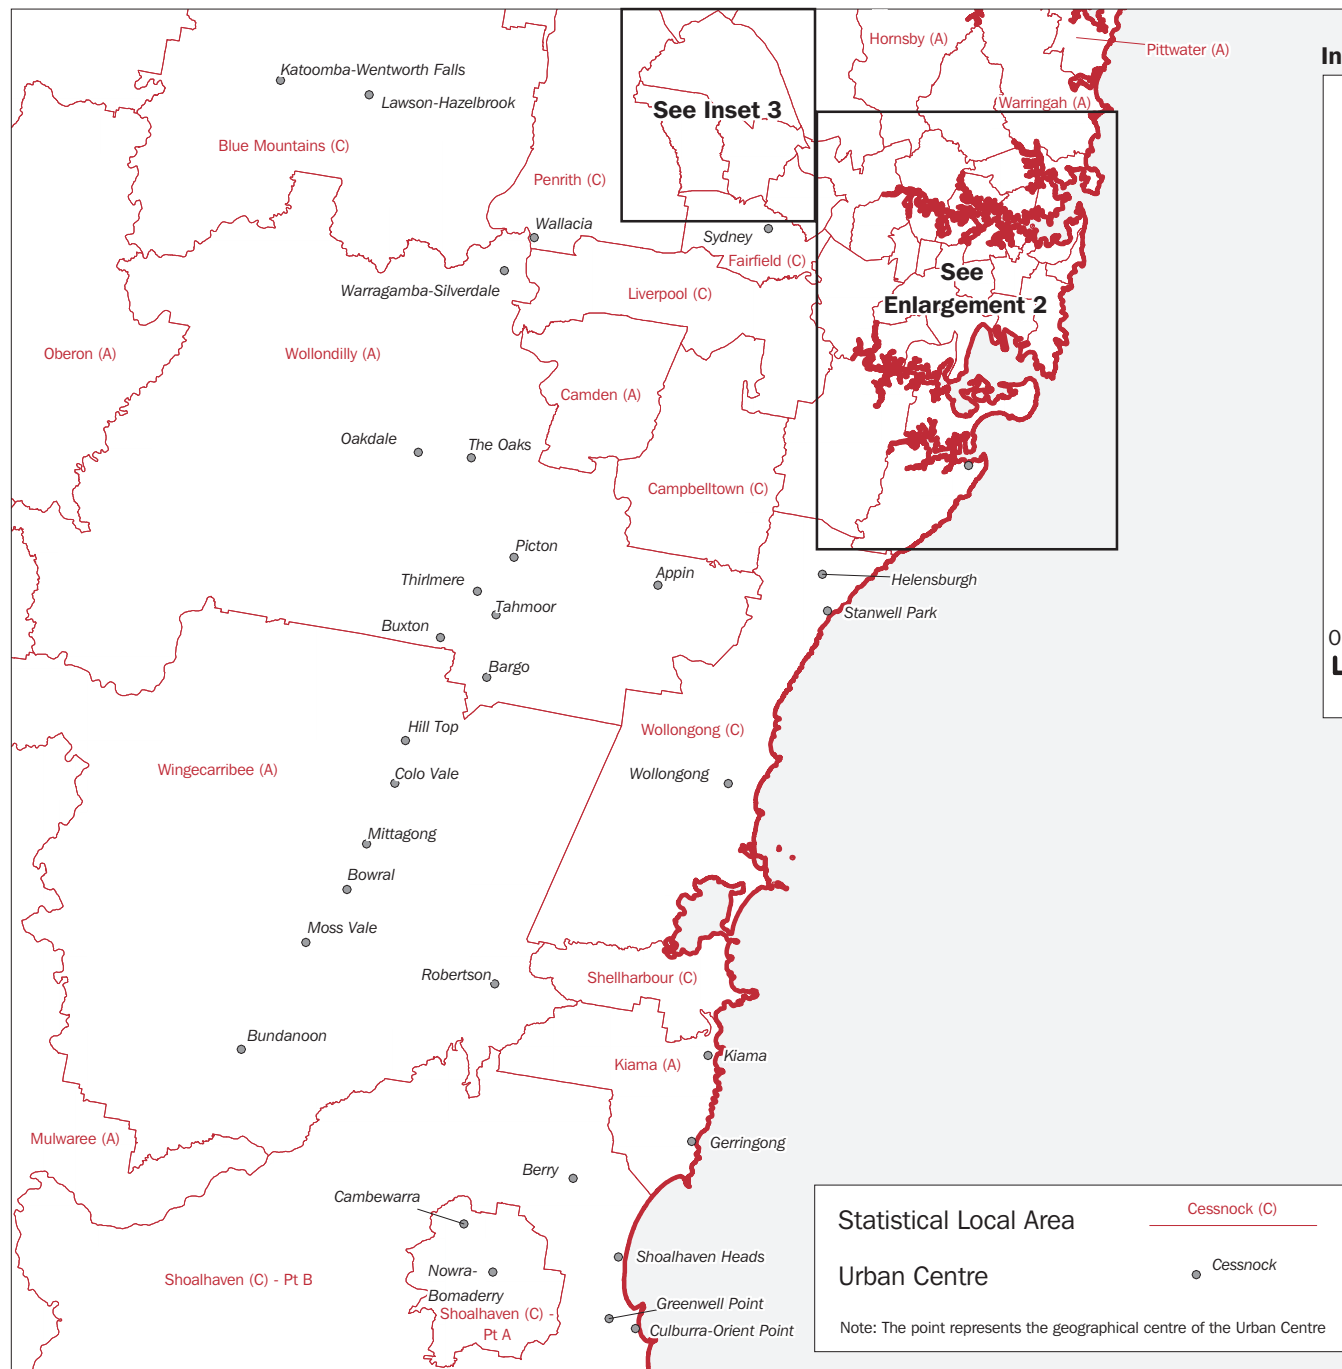 Hornsby (A)
Pittwater (A)
In
Katoomba-Wentworth Falls
Lawson-Hazelbrook
See Inset 3
Warringah (A)
Blue Mountains (C)
Penrith (C)
Wallacia
Sydney
Fairfield (C)
See
Enlargement 2
Warragamba-Silverdale
Liverpool (C)
Oberon (A)
Wollondilly (A)
Camden (A)
Oakdale
The Oaks
Campbelltown (C)
Picton
Thirlmere
Appin
Helensburgh
Tahmoor
Stanwell Park
Buxton
0
L
Bargo
Hill Top
Wollongong (C)
Wingecarribee (A)
Colo Vale
Wollongong
Mittagong
Bowral
Moss Vale
Robertson
Shellharbour (C)
Bundanoon
Kiama (A)
Kiama
Mulwaree (A)
Gerringong
Berry
Cambewarra
Statistical Local Area
Cessnock (C)
Shoalhaven Heads
Urban Centre
Cessnock
Shoalhaven (C) - Pt B
Nowra-
Bomaderry
Shoalhaven (C) -
Pt A
Greenwell Point
Culburra-Orient Point
Note: The point represents the geographical centre of the Urban Centre